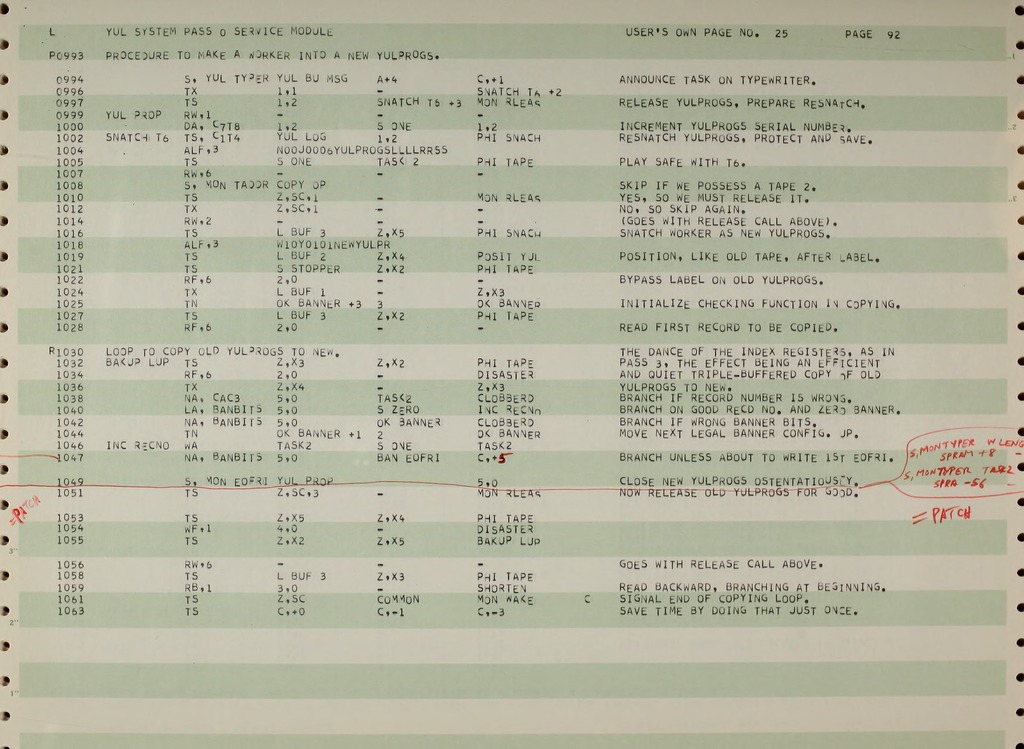 L YUL SYSTEM PASS 0 SERVICE MODULE USER'S OWN PAGE NO. 25 PAGE 92
P0993 PROCEDURE TO MAKE A WORKER INTO A NEW YULPROGS.
0994 S, YUL TYPER YUL BU MSG A+4 C,+1 ANNOUNCE TASK ON TYPEWRITER.
0996 TX 1,1 - SNATCH T6 +2
0997 TS 1,2 SNATCH T6 +3 MON RLEAS RELEASE YULPROGS, PREPARE RESNATCH.
0999 YUL PROP RW,1 - - -
1000 DA, C7T8 1,2 S ONE 1,2 INCREMENT YULPROGS SERIAL NUMBER.
1002 SNATCH T6 TS, C1T4 YUL LOG 1,2 PHI SNACH RESNATCH YULPROGS, PROTECT AND SAVE.
1004 ALF,3 N00J0006YULPROGSLLLLRRSS
1005 TS S ONE TASK 2 PHI TAPE PLAY SAFE WITH T6.
1007 RW,6 - - -
1008 S, MON TADDR COPY OP SKIP IF WE POSSESS A TAPE 2.
1010 TS Z,SC,1 - MON RLEAS YES, SO WE MUST RELEASE IT.
1012 TX Z,SC,1 - - NO, SO SKIP AGAIN.
1014 RW,2 - - - (GOES WITH RELEASE CALL ABOVE).
1016 TS L BUF 3 Z,X5 PHI SNACH SNATCH WORKER AS NEW YULPROGS.
1018 ALF,3 W10Y0101NEWYULPR
1019 TS L BUF 2 Z,X4 POSIT YUL POSITION, LIKE OLD TAPE, AFTER LABEL.
1021 TS S STOPPER Z,X2 PHI TAPE
1022 RF,6 2,0 - - BYPASS LABEL ON OLD YULPROGS.
1024 TX L BUF 1 - Z,X3
1025 TN OK BANNER +3 3 OK BANNER INITIALIZE CHECKING FUNCTION IN COPYING.
1027 TS L BUF 3 Z,X2 PHI TAPE
1028 RF,6 2,0 - - READ FIRST RECORD TO BE COPIED.
R1030 LOOP TO COPY OLD YULPROGS TO NEW. THE DANCE OF THE INDEX REGISTERS, AS IN
1032 BAKUP LUP TS Z,X3 Z,X2 PHI TAPE PASS 3, THE EFFECT BEING AN EFFICIENT
1034 RF,6 2,0 - DISASTER AND QUIET TRIPLE-BUFFERED COPY OF OLD
1036 TX Z,X4 - Z,X3 YULPROGS TO NEW.
1038 NA, CAC3 5,0 TASK2 CLOBBERD BRANCH IF RECORD NUMBER IS WRONG.
1040 LA, BANBITS 5,0 S ZERO INC RECNO BRANCH ON GOOD RECD NO. AND ZERO BANNER.
1042 NA, BANBITS 5,0 OK BANNER CLOBBERD BRANCH IF WRONG BANNER BITS.
1044 TN OK BANNER +1 2 OK BANNER MOVE NEXT LEGAL BANNER CONFIG. UP.
1046 INC RECNO WA TASK2 S ONE TASK2
1047 NA, BANBITS 5,0 BAN EOFRI C,+5 BRANCH UNLESS ABOUT TO WRITE 1ST EOFRI.
S, MONTYPER W LENG
SPRAM +8 -
S, MONTYPER TASK2
SPRA -56 -
1049 S, MON EOFRI YUL PROP 5,0 CLOSE NEW YULPROGS OSTENTATIOUSLY.
1051 TS Z,SC,3 - MON RLEAS NOW RELEASE OLD YULPROGS FOR GOOD.
=PATCH
= PATCH
1053 TS Z,X5 Z,X4 PHI TAPE
1054 WF,1 4,0 - DISASTER
1055 TS Z,X2 Z,X5 BAKUP LUP
1056 RW,6 - - - GOES WITH RELEASE CALL ABOVE.
1058 TS L BUF 3 Z,X3 PHI TAPE
1059 RB,1 3,0 - SHORTEN READ BACKWARD, BRANCHING AT BEGINNING.
1061 TS Z,SC COMMON MON WAKE C SIGNAL END OF COPYING LOOP.
1063 TS C,+0 C,-1 C,-3 SAVE TIME BY DOING THAT JUST ONCE.